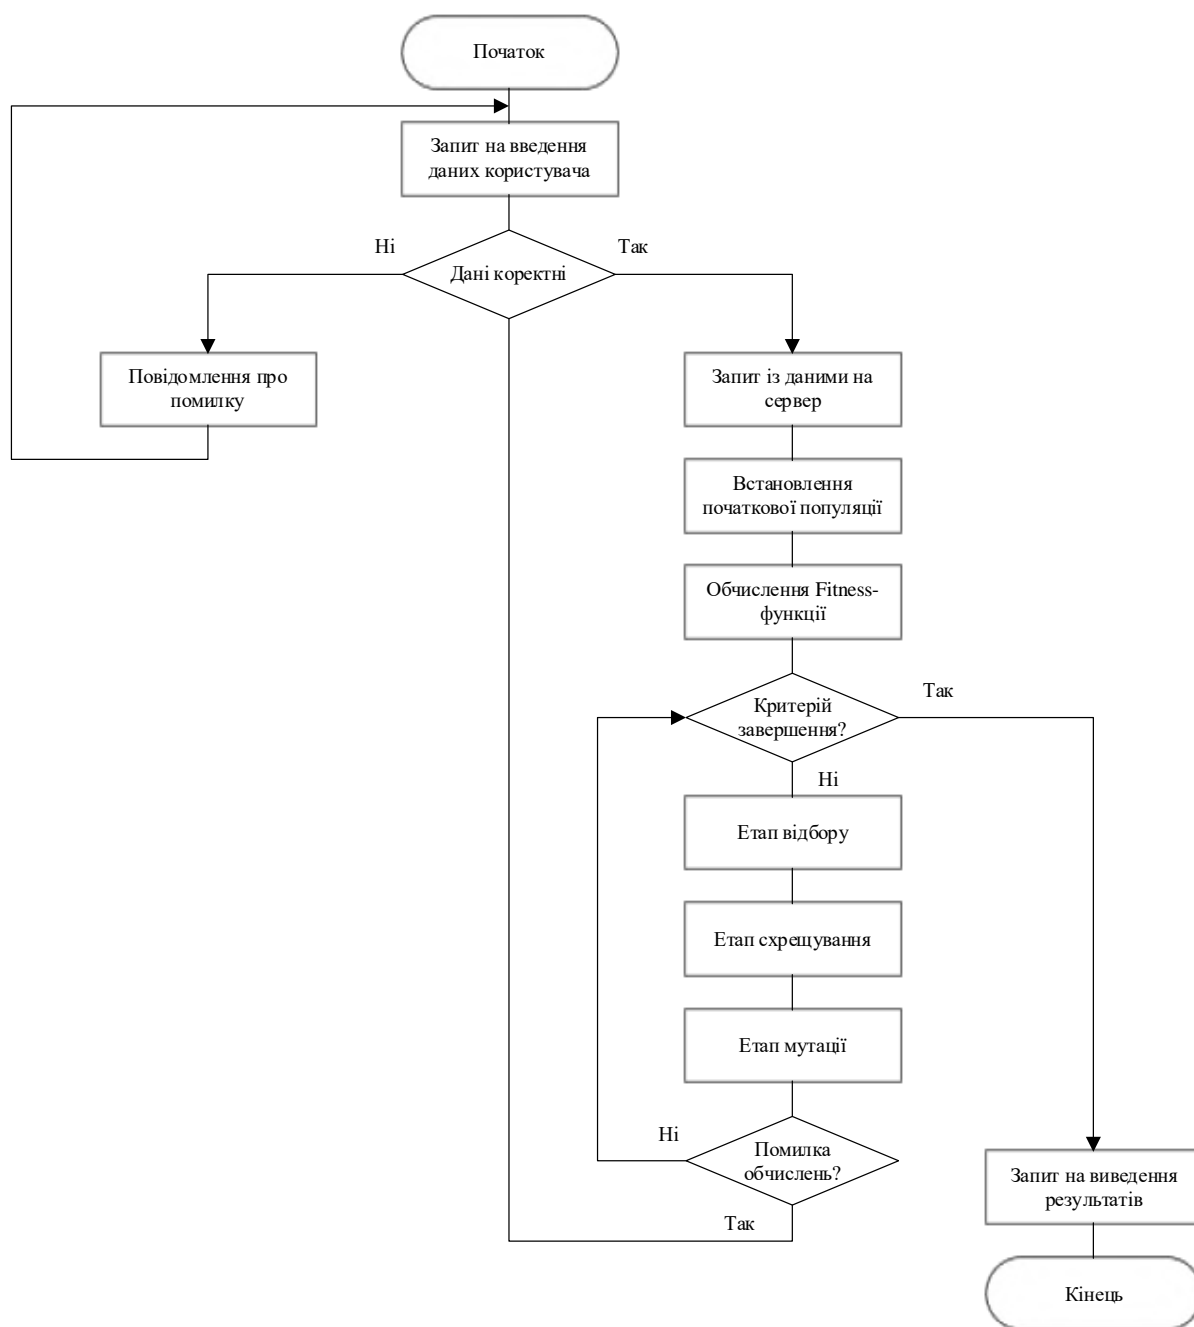 Початок
Запит на введення
даних користувача
Ні
Так
Дані коректні
Повідомлення про
помилку
Запит із даними на
сервер
Встановлення
початкової популяції
Обчислення Fitness-
функції
Так
Критерій
завершення?
Ні
Етап відбору
Етап схрещування
Етап мутації
Ні
Помилка
обчислень?
Так
Запит на виведення
результатів
Кінець